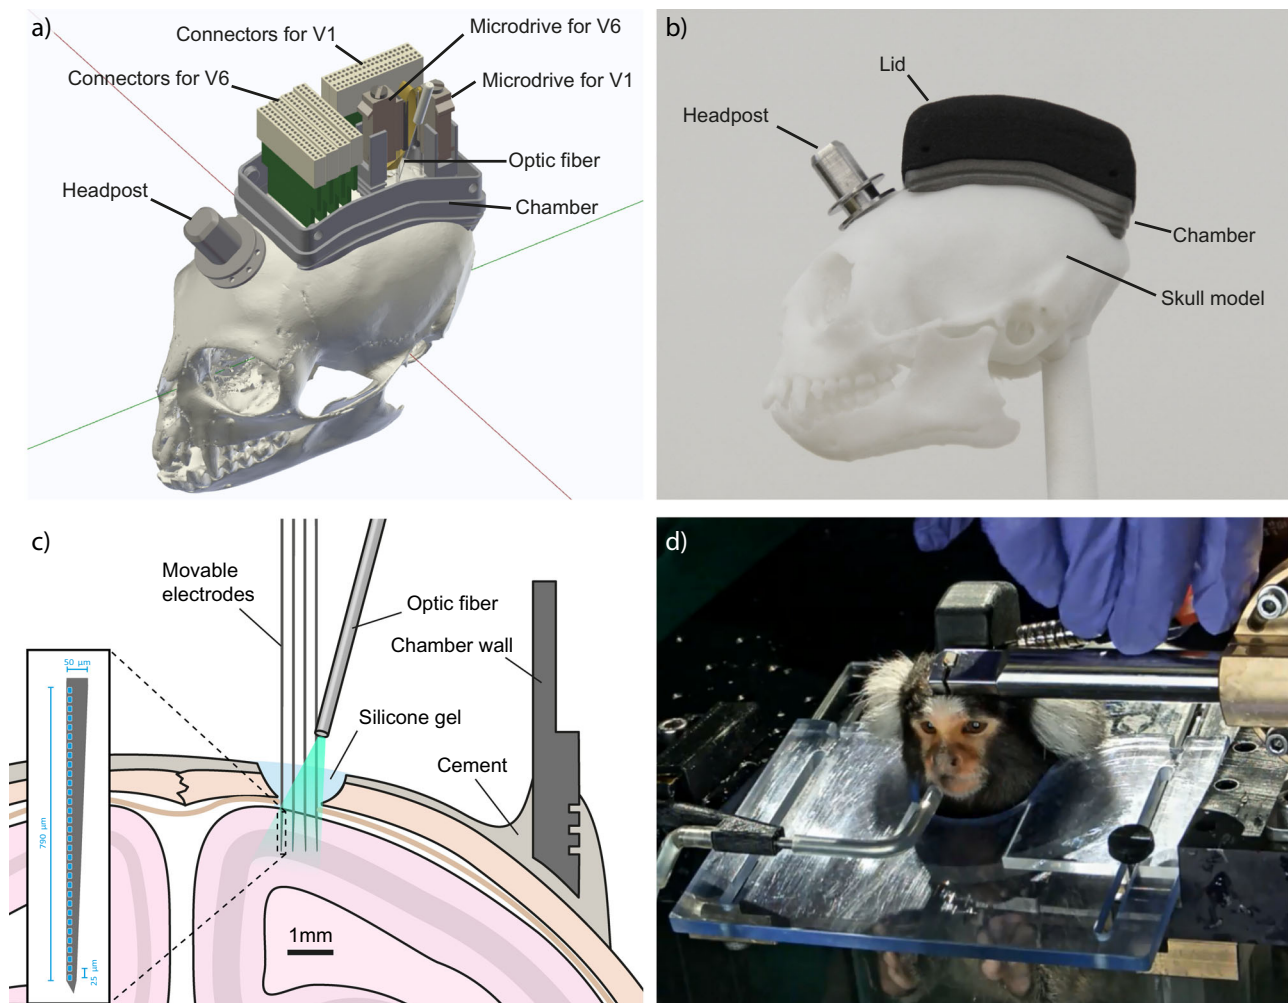 a)
Connectors for V1
Microdrive for V6
Connectors for V6
Microdrive for V1
Optic fiber
Headpost
Chamber
b)
Lid
Headpost
Chamber
Skull model
c)
Movable
electrodes
Optic fiber
Chamber wall
Silicone gel
Cement
50 µm
790 µm
25 µm
1mm
d)